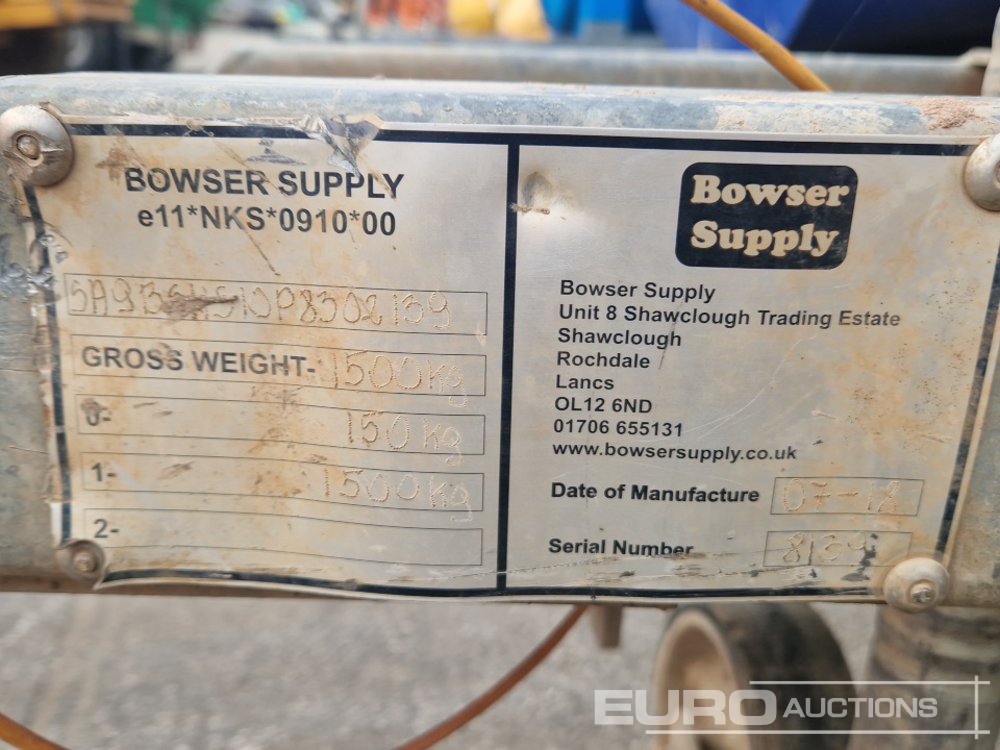 BOWSER SUPPLY
e11*NKS*0910*00
GROSS WEIGHT- 1500kg
0- 150kg
1- 1500kg
2-
Bowser
Supply
Bowser Supply
Unit 8 Shawclough Trading Estate
Shawclough
Rochdale
Lancs
OL12 6ND
01706 655131
www.bowsersupply.co.uk
Date of Manufacture 07-18
Serial Number 8139
EURO AUCTIONS